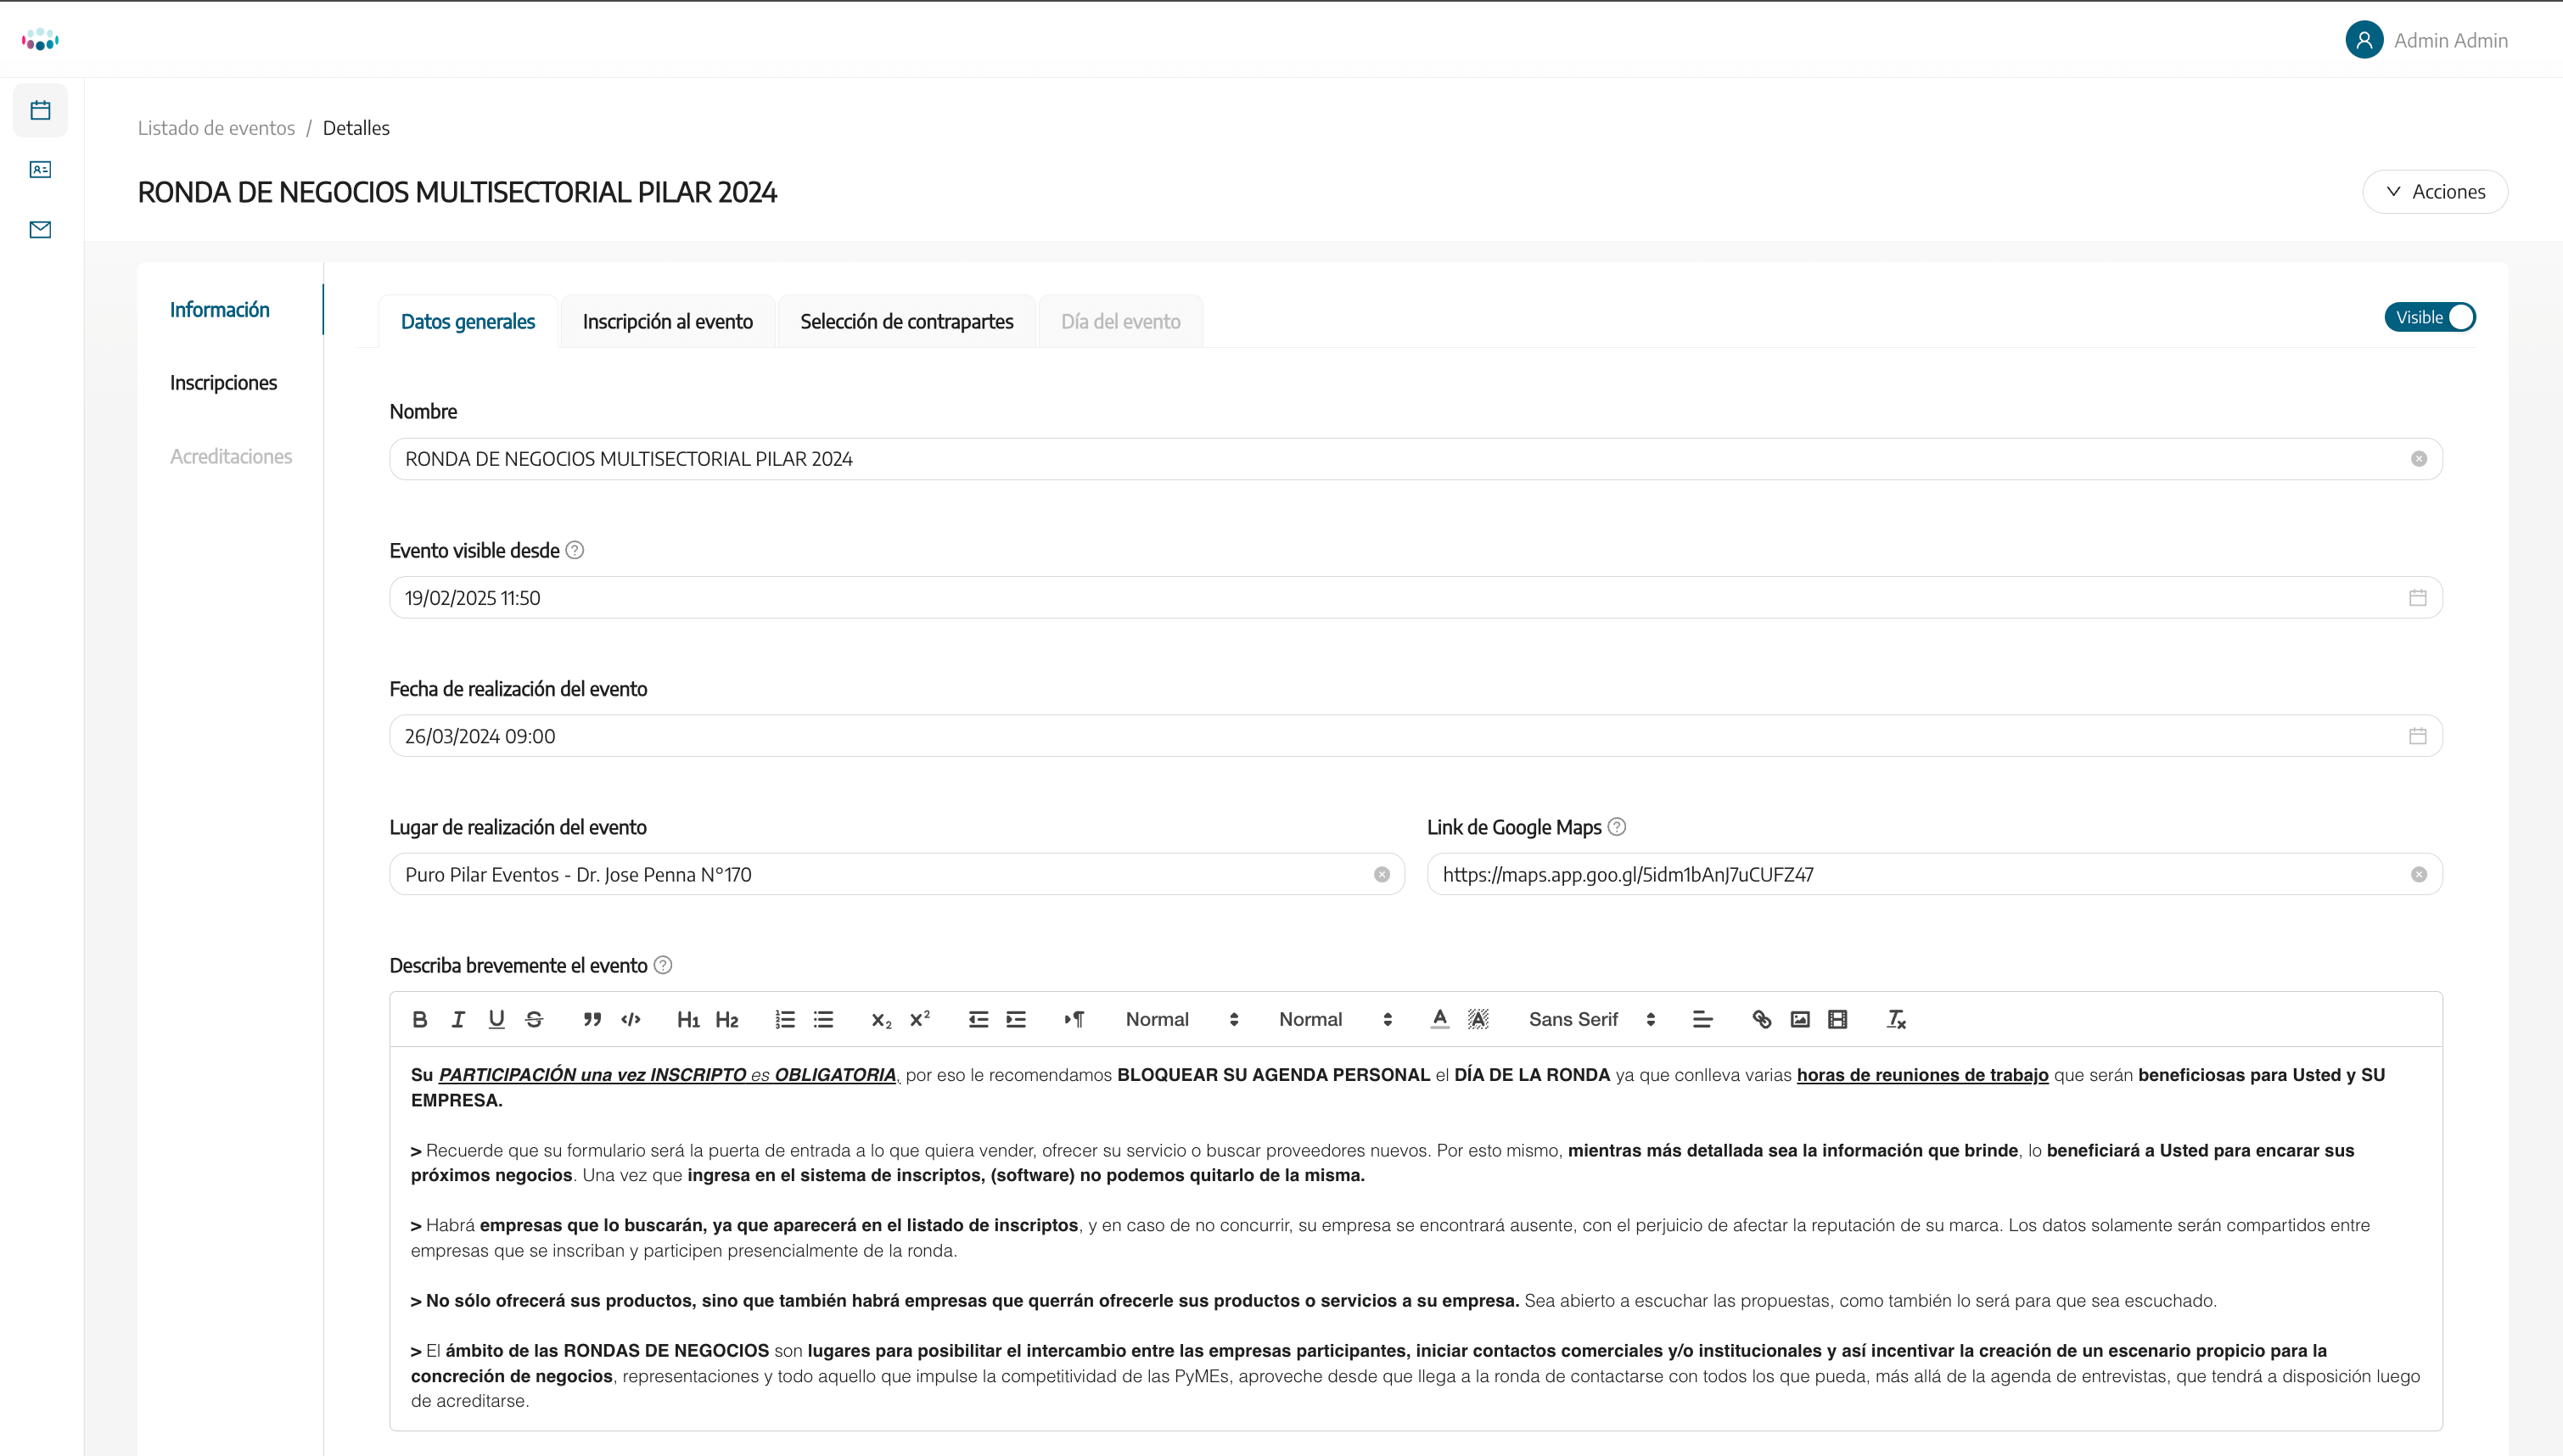 Admin Admin
Listado de eventos / Detalles
RONDA DE NEGOCIOS MULTISECTORIAL PILAR 2024
Acciones
Información
Inscripciones
Acreditaciones
Datos generales
Inscripción al evento
Selección de contrapartes
Día del evento
Visible
Nombre
RONDA DE NEGOCIOS MULTISECTORIAL PILAR 2024
Evento visible desde
19/02/2025 11:50
Fecha de realización del evento
26/03/2024 09:00
Lugar de realización del evento
Puro Pilar Eventos - Dr. Jose Penna N°170
Link de Google Maps
https://maps.app.goo.gl/5idm1bAnJ7uCUFZ47
Describa brevemente el evento
Normal
Normal
Sans Serif
Su PARTICIPACIÓN una vez INSCRIPTO es OBLIGATORIA, por eso le recomendamos BLOQUEAR SU AGENDA PERSONAL el DÍA DE LA RONDA ya que conlleva varias horas de reuniones de trabajo que serán beneficiosas para Usted y SU
EMPRESA.
> Recuerde que su formulario será la puerta de entrada a lo que quiera vender, ofrecer su servicio o buscar proveedores nuevos. Por esto mismo, mientras más detallada sea la información que brinde, lo beneficiará a Usted para encarar sus
próximos negocios. Una vez que ingresa en el sistema de inscriptos, (software) no podemos quitarlo de la misma.
> Habrá empresas que lo buscarán, ya que aparecerá en el listado de inscriptos, y en caso de no concurrir, su empresa se encontrará ausente, con el perjuicio de afectar la reputación de su marca. Los datos solamente serán compartidos entre
empresas que se inscriban y participen presencialmente de la ronda.
> No sólo ofrecerá sus productos, sino que también habrá empresas que querrán ofrecerle sus productos o servicios a su empresa. Sea abierto a escuchar las propuestas, como también lo será para que sea escuchado.
> El ámbito de las RONDAS DE NEGOCIOS son lugares para posibilitar el intercambio entre las empresas participantes, iniciar contactos comerciales y/o institucionales y así incentivar la creación de un escenario propicio para la
concreción de negocios, representaciones y todo aquello que impulse la competitividad de las PyMEs, aproveche desde que llega a la ronda de contactarse con todos los que pueda, más allá de la agenda de entrevistas, que tendrá a disposición luego
de acreditarse.